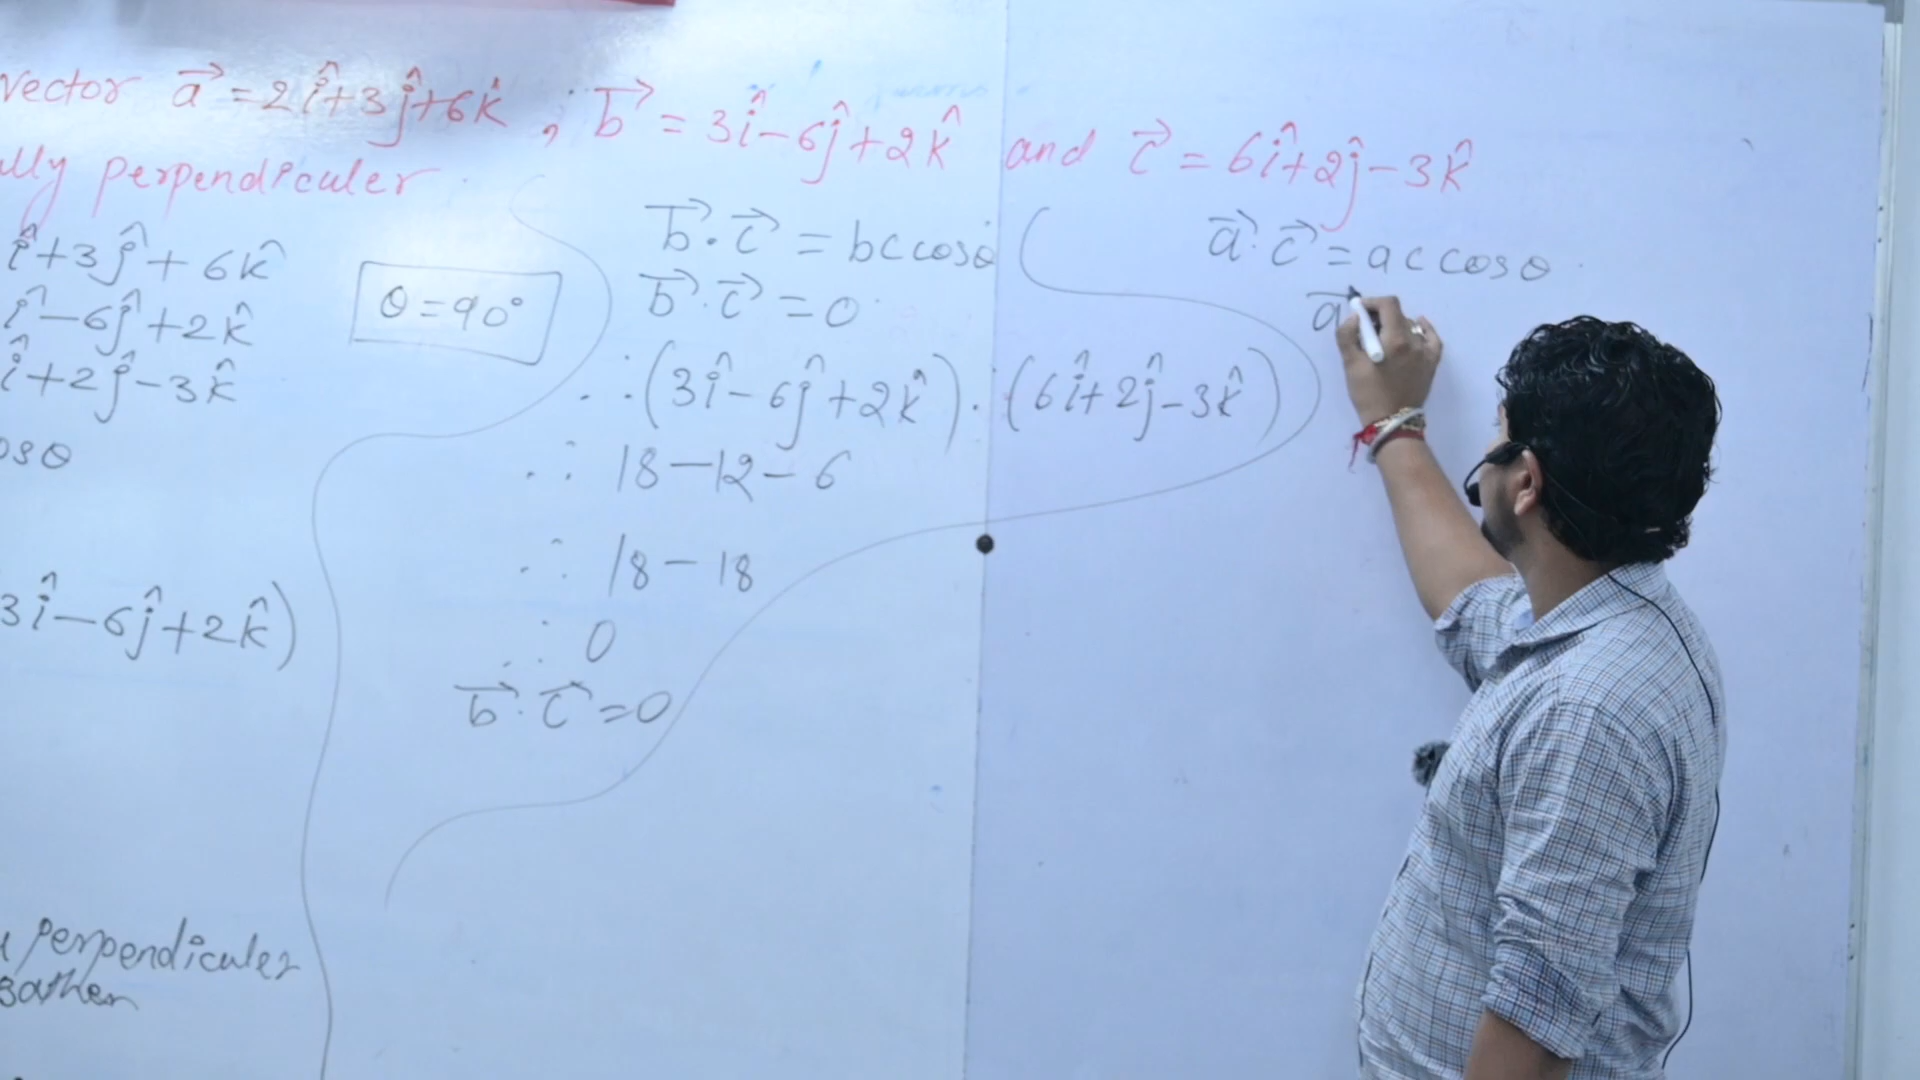 vector a⃗ = 2î+3ĵ+6k̂ ; b⃗ = 3î-6ĵ+2k̂ and c⃗ = 6î+2ĵ-3k̂
lly perpendiculer
î+3ĵ+6k̂
î-6ĵ+2k̂
î+2ĵ-3k̂
osθ
θ=90°
3î-6ĵ+2k̂)
perpendiculer
b⃗.c⃗ = bc cosθ
b⃗.c⃗ = 0
∴ (3î-6ĵ+2k̂).(6î+2ĵ-3k̂)
∴ 18-12-6
∴ 18-18
∴ 0
b⃗.c⃗=0
a⃗.c⃗ = ac cosθ
a⃗